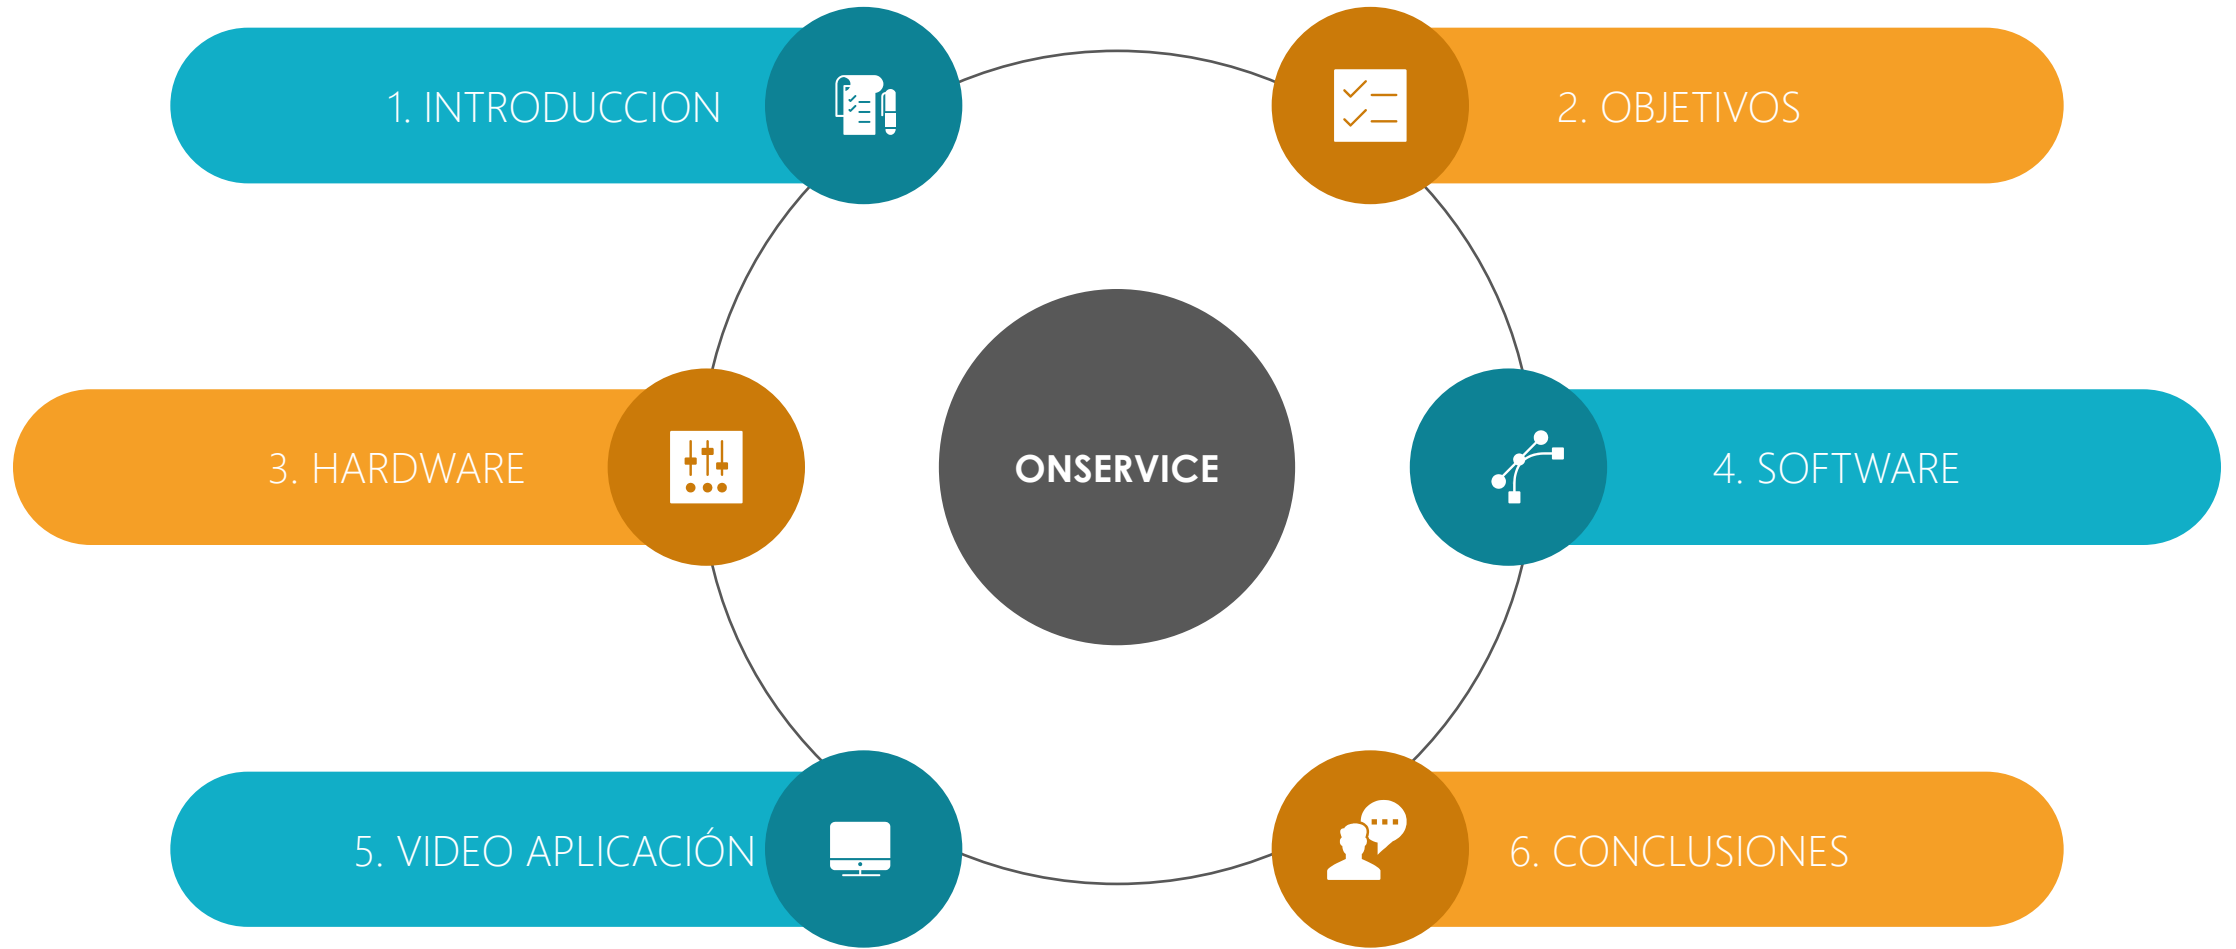 1. INTRODUCCION
2. OBJETIVOS
3. HARDWARE
ONSERVICE
4. SOFTWARE
5. VIDEO APLICACIÓN
6. CONCLUSIONES